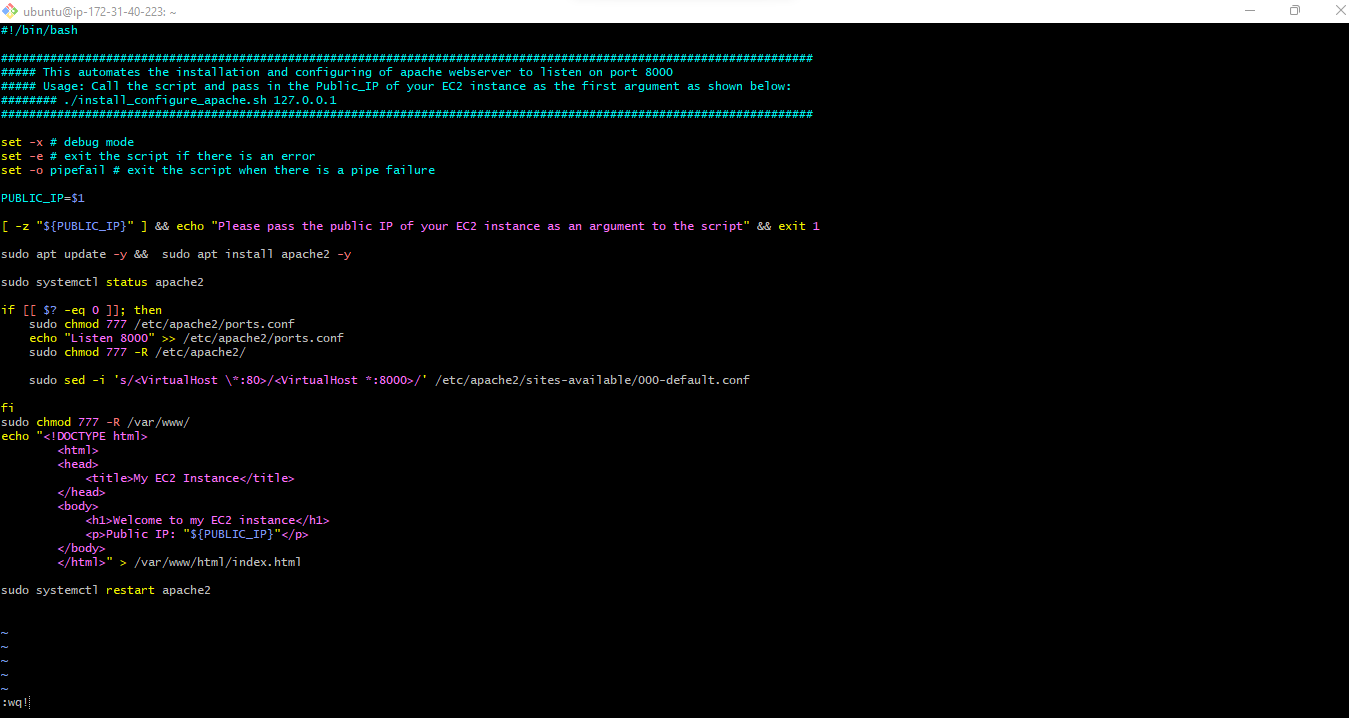 ubuntu@ip-172-31-40-223: ~
#!/bin/bash
####################################################################################################################
##### This automates the installation and configuring of apache webserver to listen on port 8000
##### Usage: Call the script and pass in the Public_IP of your EC2 instance as the first argument as shown below:
######## ./install_configure_apache.sh 127.0.0.1
####################################################################################################################
set -x # debug mode
set -e # exit the script if there is an error
set -o pipefail # exit the script when there is a pipe failure
PUBLIC_IP=$1
[ -z "${PUBLIC_IP}" ] && echo "Please pass the public IP of your EC2 instance as an argument to the script" && exit 1
sudo apt update -y &&  sudo apt install apache2 -y
sudo systemctl status apache2
if [[ $? -eq 0 ]]; then
    sudo chmod 777 /etc/apache2/ports.conf
    echo "Listen 8000" >> /etc/apache2/ports.conf
    sudo chmod 777 -R /etc/apache2/
    sudo sed -i 's/<VirtualHost \*:80>/<VirtualHost *:8000>/' /etc/apache2/sites-available/000-default.conf
fi
sudo chmod 777 -R /var/www/
echo "<!DOCTYPE html>
        <html>
        <head>
            <title>My EC2 Instance</title>
        </head>
        <body>
            <h1>Welcome to my EC2 instance</h1>
            <p>Public IP: "${PUBLIC_IP}"</p>
        </body>
        </html>" > /var/www/html/index.html
sudo systemctl restart apache2
~
~
~
~
~
:wq!